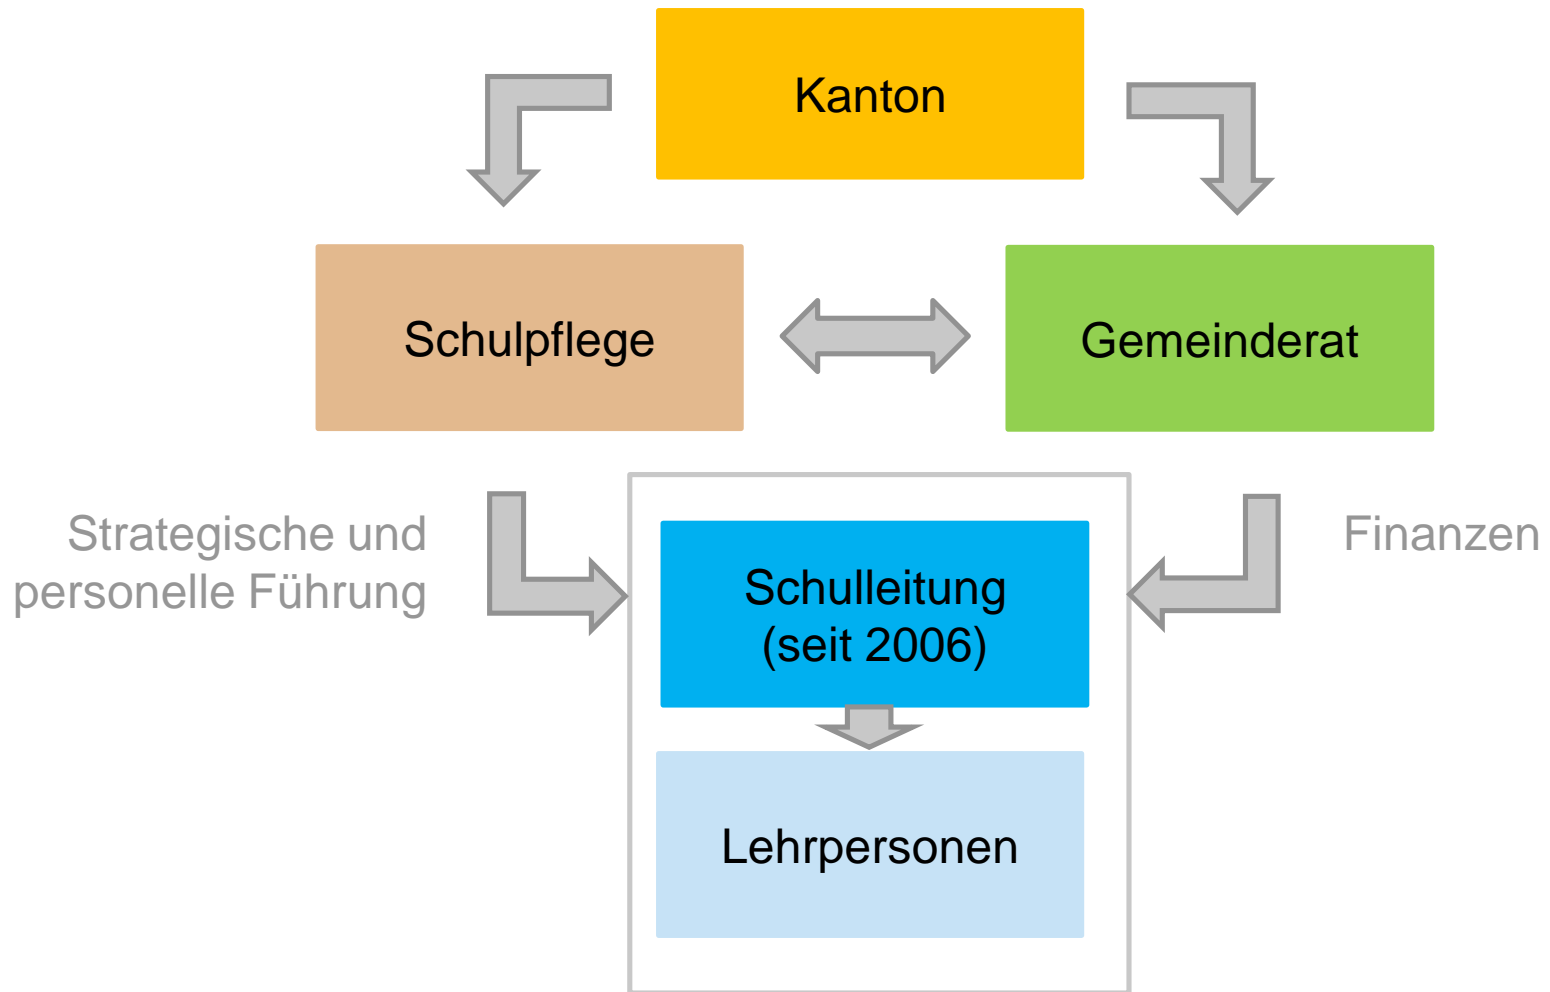 Kanton
Schulpflege
Gemeinderat
Strategische und
personelle Führung
Finanzen
Schulleitung
(seit 2006)
Lehrpersonen